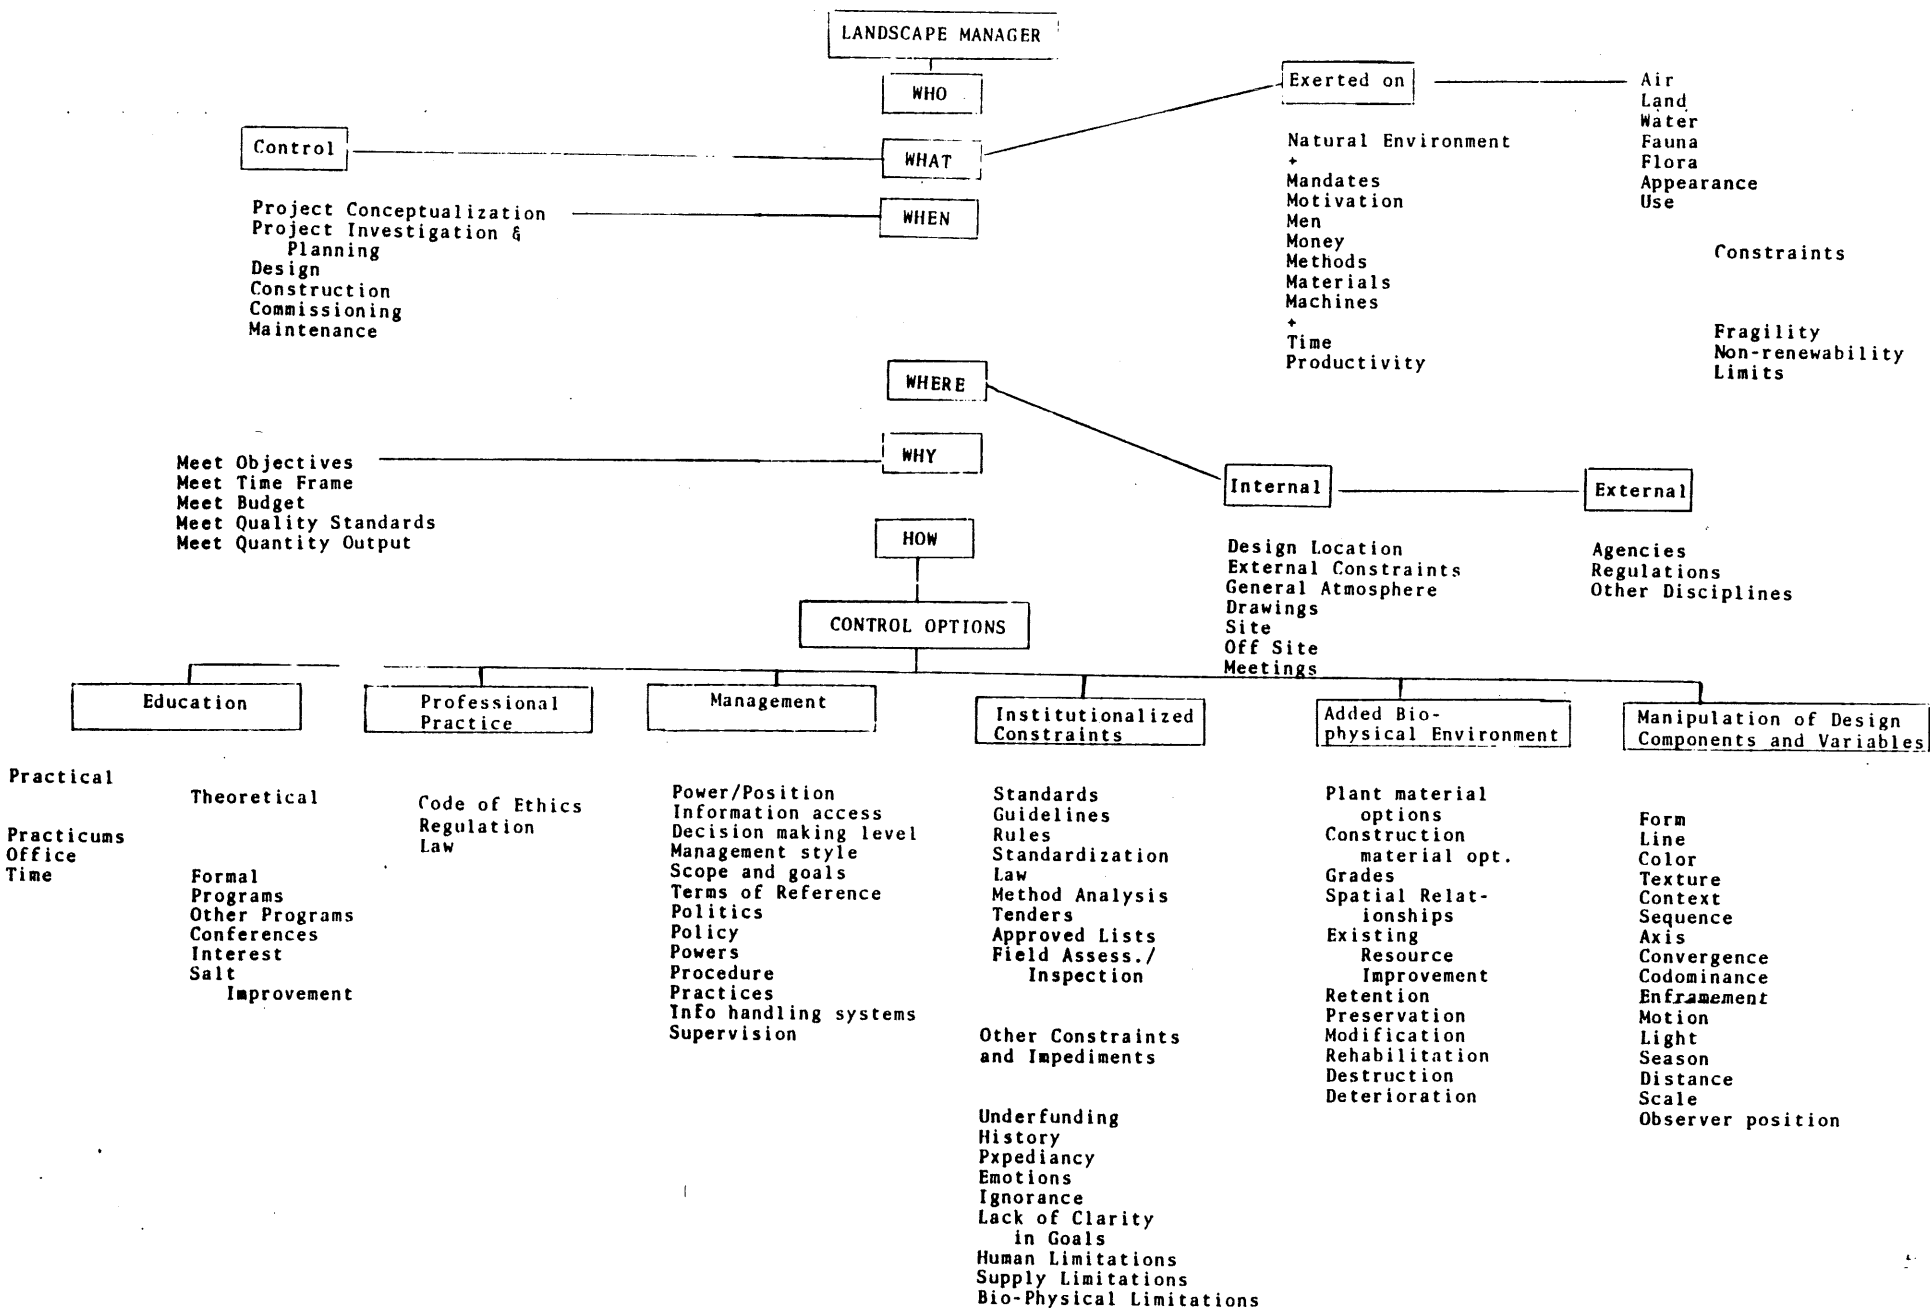 LANDSCAPE MANAGER
WHO
WHAT
WHEN
Control
Project Conceptualization
Project Investigation &
Planning
Design
Construction
Commissioning
Maintenance
Exerted on
Natural Environment
+
Mandates
Motivation
Men
Money
Methods
Materials
Machines
+
Time
Productivity
Air
Land
Water
Fauna
Flora
Appearance
Use
Constraints
Fragility
Non-renewability
Limits
WHERE
WHY
Meet Objectives
Meet Time Frame
Meet Budget
Meet Quality Standards
Meet Quantity Output
Internal
Design Location
External Constraints
General Atmosphere
Drawings
Site
Off Site
Meetings
External
Agencies
Regulations
Other Disciplines
HOW
CONTROL OPTIONS
Education
Practical
Practicums
Office
Time
Theoretical
Formal
Programs
Other Programs
Conferences
Interest
Salt
Improvement
Professional
Practice
Code of Ethics
Regulation
Law
Management
Power/Position
Information access
Decision making level
Management style
Scope and goals
Terms of Reference
Politics
Policy
Powers
Procedure
Practices
Info handling systems
Supervision
Institutionalized
Constraints
Standards
Guidelines
Rules
Standardization
Law
Method Analysis
Tenders
Approved Lists
Field Assess./
Inspection
Other Constraints
and Impediments
Underfunding
History
Pxpediancy
Emotions
Ignorance
Lack of Clarity
in Goals
Human Limitations
Supply Limitations
Bio-Physical Limitations
Added Bio-
physical Environment
Plant material
options
Construction
material opt.
Grades
Spatial Relat-
ionships
Existing
Resource
Improvement
Retention
Preservation
Modification
Rehabilitation
Destruction
Deterioration
Manipulation of Design
Components and Variables
Form
Line
Color
Texture
Context
Sequence
Axis
Convergence
Codominance
Enframement
Motion
Light
Season
Distance
Scale
Observer position